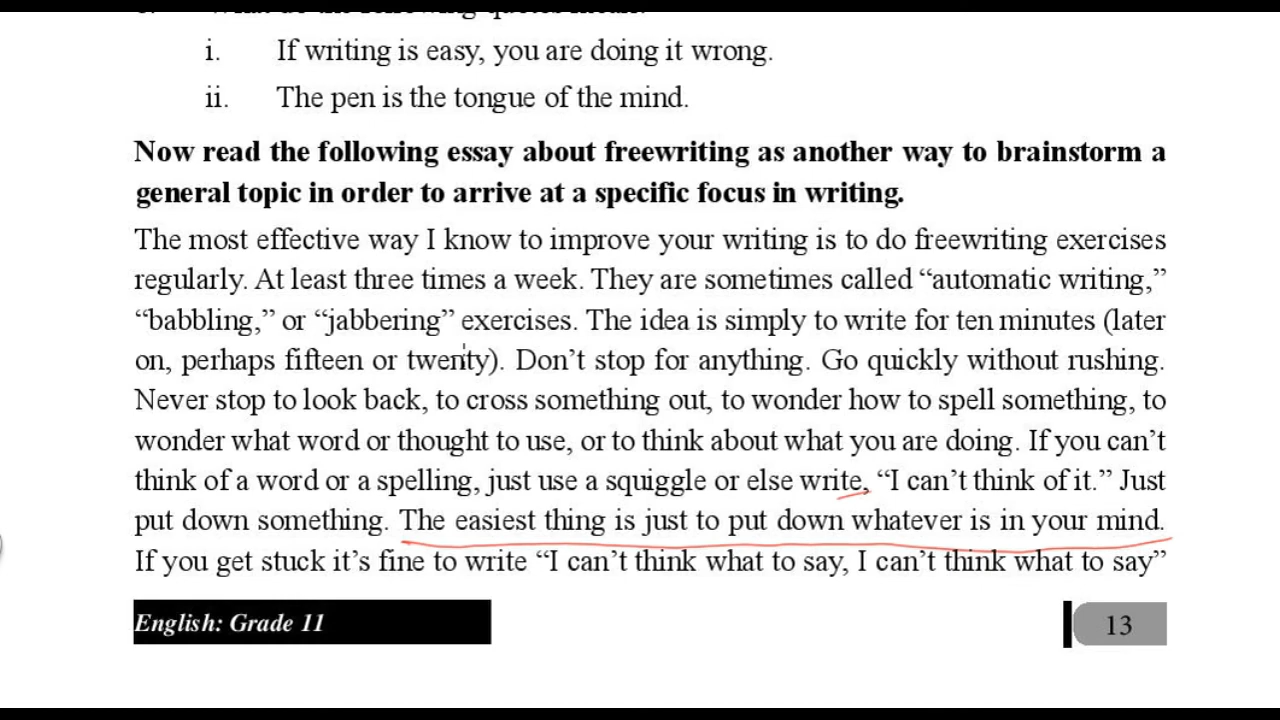 What do the following quotes mean?
i. If writing is easy, you are doing it wrong.
ii. The pen is the tongue of the mind.
Now read the following essay about freewriting as another way to brainstorm a
general topic in order to arrive at a specific focus in writing.
The most effective way I know to improve your writing is to do freewriting exercises
regularly. At least three times a week. They are sometimes called “automatic writing,”
“babbling,” or “jabbering” exercises. The idea is simply to write for ten minutes (later
on, perhaps fifteen or twenty). Don’t stop for anything. Go quickly without rushing.
Never stop to look back, to cross something out, to wonder how to spell something, to
wonder what word or thought to use, or to think about what you are doing. If you can’t
think of a word or a spelling, just use a squiggle or else write, “I can’t think of it.” Just
put down something. The easiest thing is just to put down whatever is in your mind.
If you get stuck it’s fine to write “I can’t think what to say, I can’t think what to say”
English: Grade 11
13